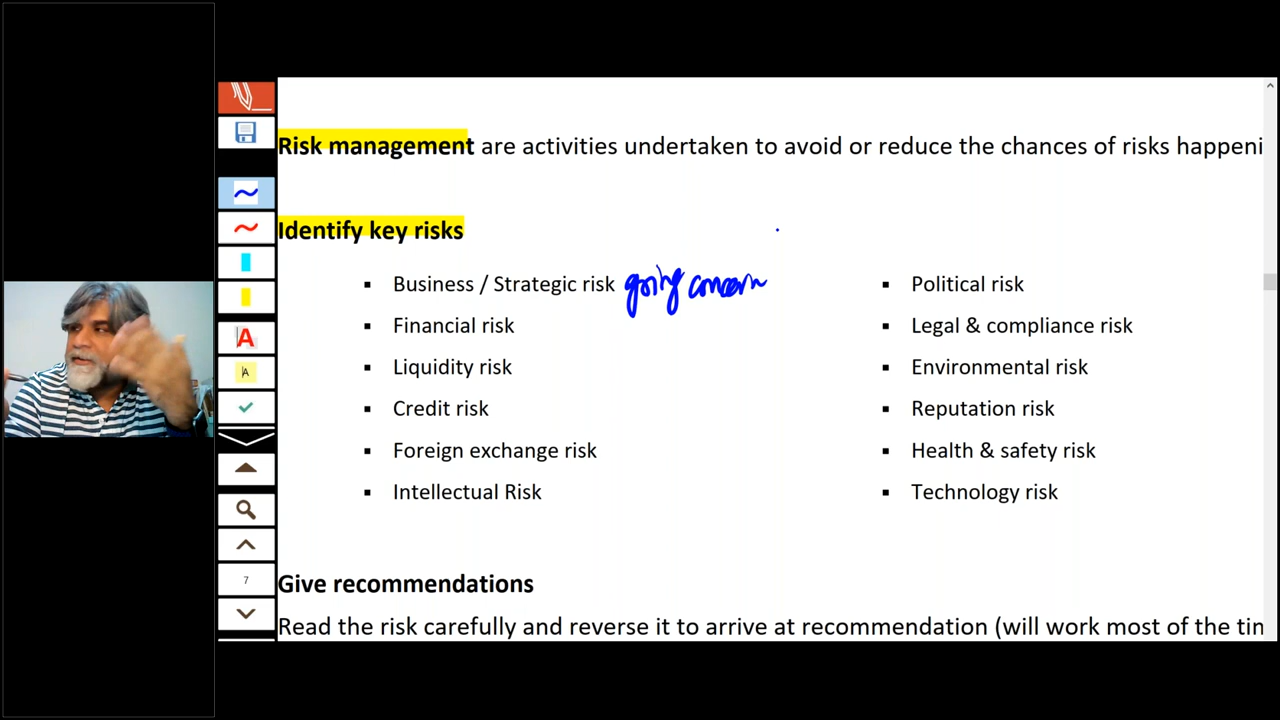 Risk management are activities undertaken to avoid or reduce the chances of risks happeni
Identify key risks
▪ Business / Strategic risk going concern
▪ Financial risk
▪ Liquidity risk
▪ Credit risk
▪ Foreign exchange risk
▪ Intellectual Risk
▪ Political risk
▪ Legal & compliance risk
▪ Environmental risk
▪ Reputation risk
▪ Health & safety risk
▪ Technology risk
Give recommendations
Read the risk carefully and reverse it to arrive at recommendation (will work most of the tim
A
A
7